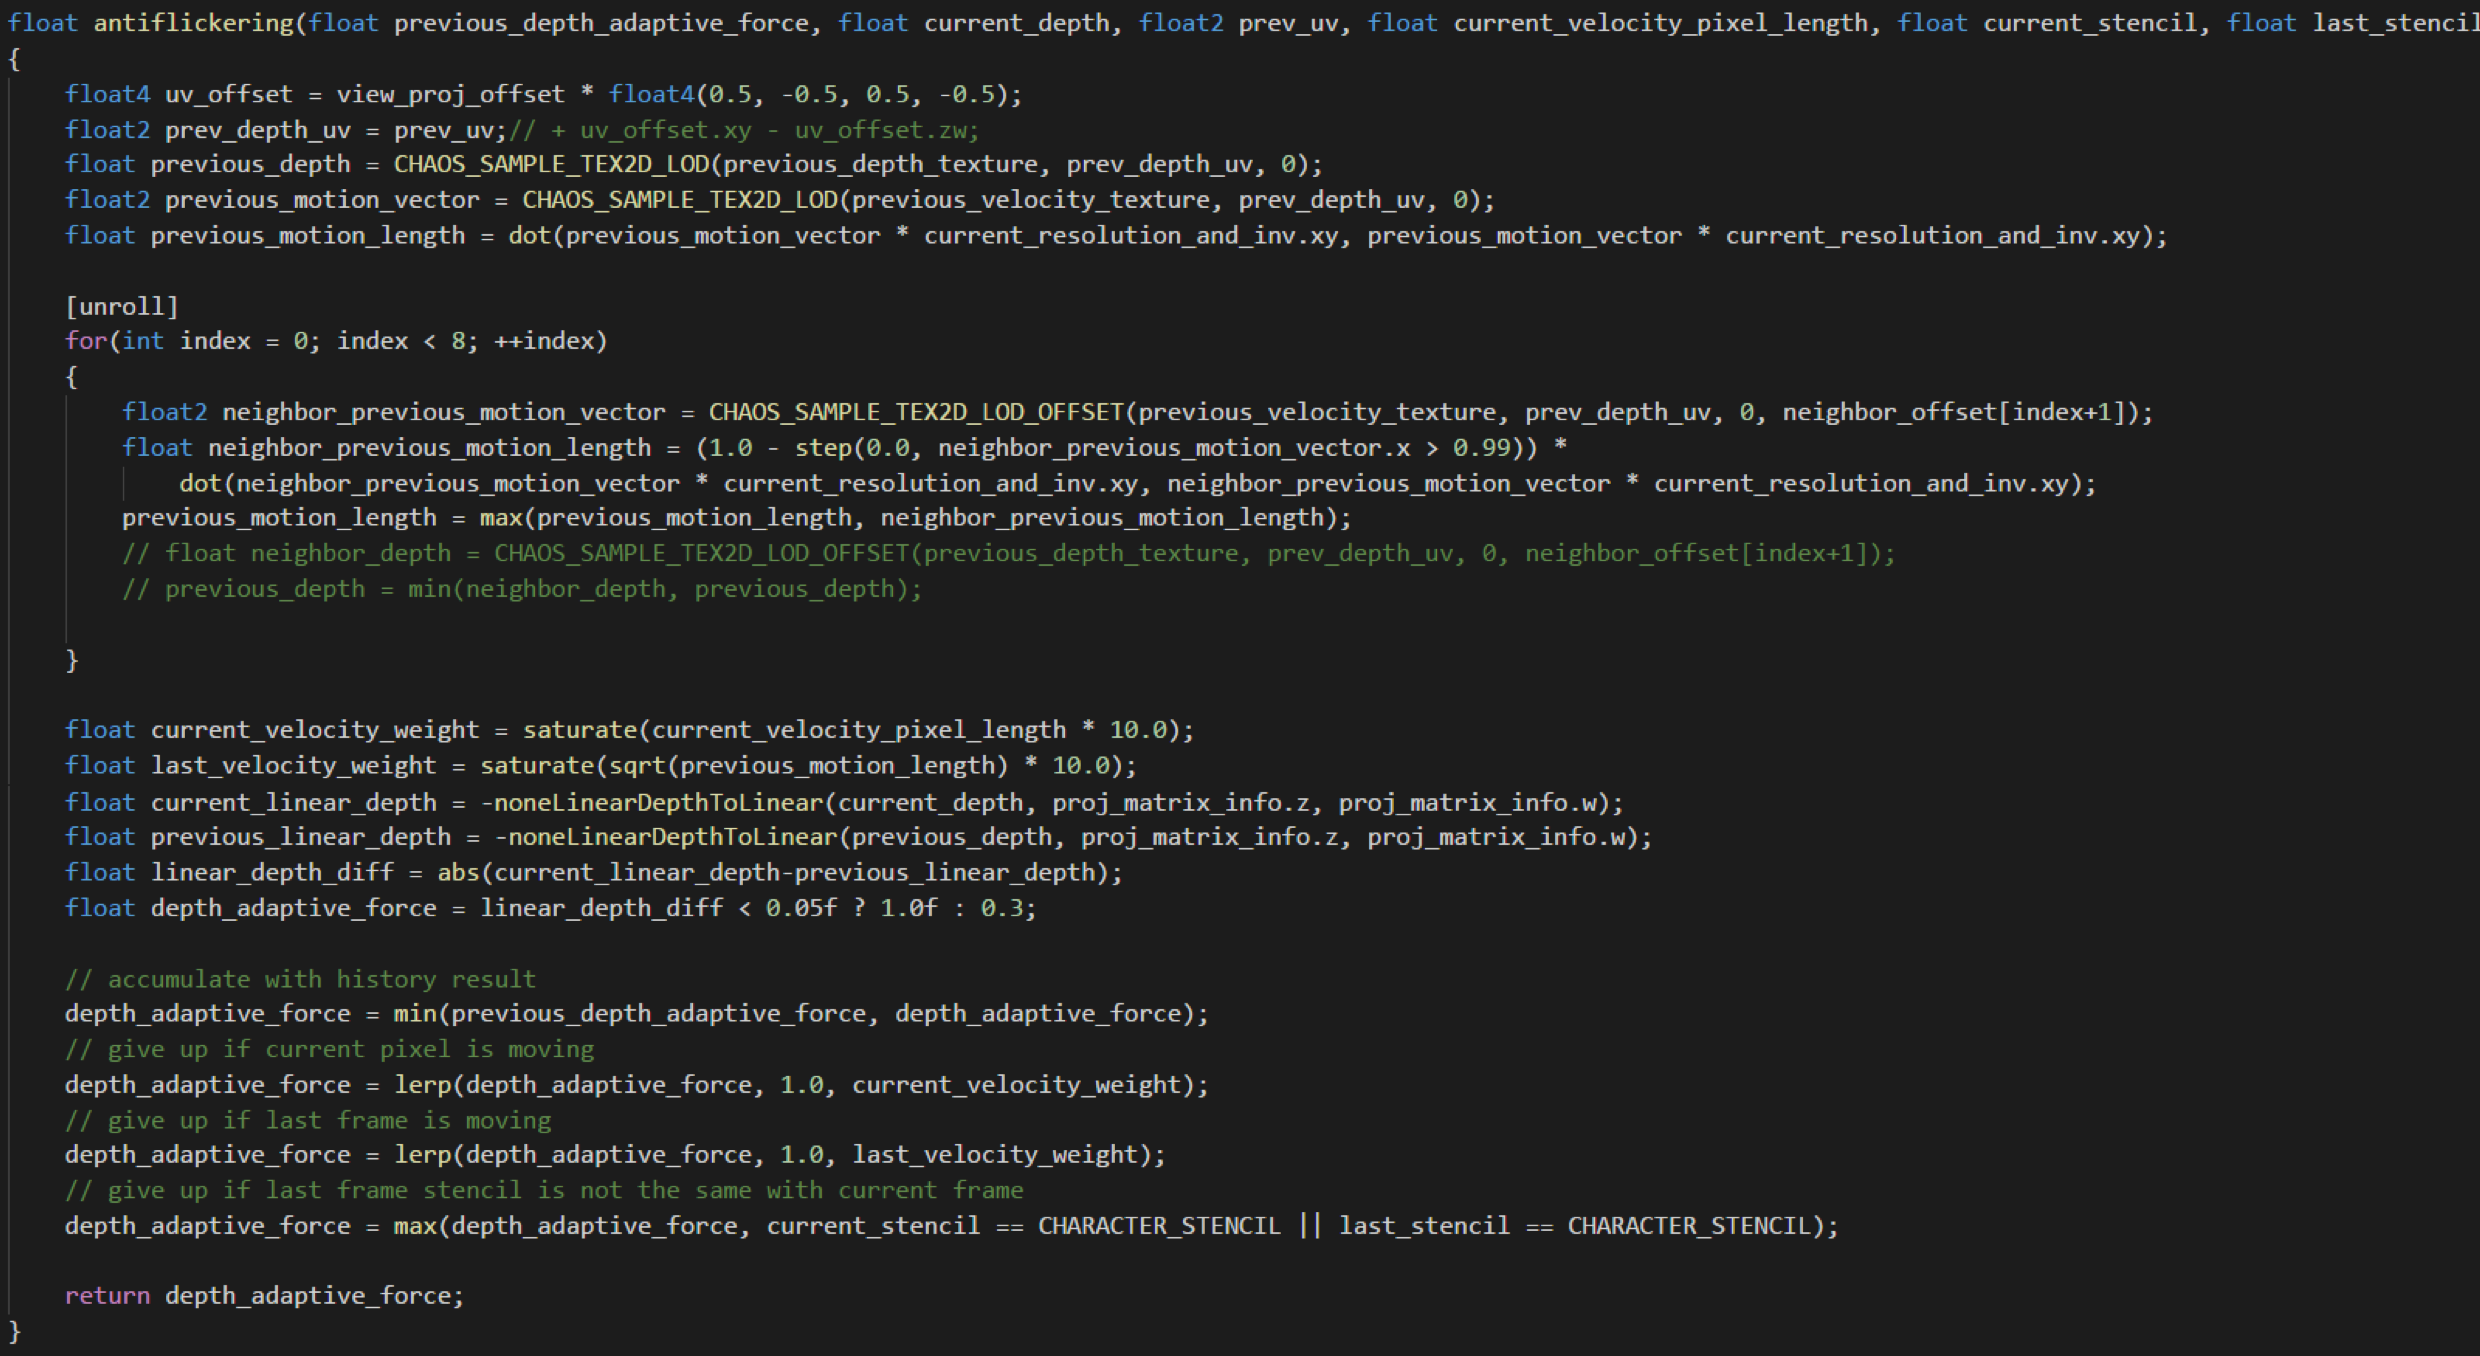 float antiflickering(float previous_depth_adaptive_force, float current_depth, float2 prev_uv, float current_velocity_pixel_length, float current_stencil, float last_stencil
{
float4 uv_offset = view_proj_offset * float4(0.5, -0.5, 0.5, -0.5);
float2 prev_depth_uv = prev_uv;// + uv_offset.xy - uv_offset.zw;
float previous_depth = CHAOS_SAMPLE_TEX2D_LOD(previous_depth_texture, prev_depth_uv, 0);
float2 previous_motion_vector = CHAOS_SAMPLE_TEX2D_LOD(previous_velocity_texture, prev_depth_uv, 0);
float previous_motion_length = dot(previous_motion_vector * current_resolution_and_inv.xy, previous_motion_vector * current_resolution_and_inv.xy);
[unroll]
for(int index = 0; index < 8; ++index)
{
float2 neighbor_previous_motion_vector = CHAOS_SAMPLE_TEX2D_LOD_OFFSET(previous_velocity_texture, prev_depth_uv, 0, neighbor_offset[index+1]);
float neighbor_previous_motion_length = (1.0 - step(0.0, neighbor_previous_motion_vector.x > 0.99)) *
dot(neighbor_previous_motion_vector * current_resolution_and_inv.xy, neighbor_previous_motion_vector * current_resolution_and_inv.xy);
previous_motion_length = max(previous_motion_length, neighbor_previous_motion_length);
// float neighbor_depth = CHAOS_SAMPLE_TEX2D_LOD_OFFSET(previous_depth_texture, prev_depth_uv, 0, neighbor_offset[index+1]);
// previous_depth = min(neighbor_depth, previous_depth);
}
float current_velocity_weight = saturate(current_velocity_pixel_length * 10.0);
float last_velocity_weight = saturate(sqrt(previous_motion_length) * 10.0);
float current_linear_depth = -noneLinearDepthToLinear(current_depth, proj_matrix_info.z, proj_matrix_info.w);
float previous_linear_depth = -noneLinearDepthToLinear(previous_depth, proj_matrix_info.z, proj_matrix_info.w);
float linear_depth_diff = abs(current_linear_depth-previous_linear_depth);
float depth_adaptive_force = linear_depth_diff < 0.05f ? 1.0f : 0.3;
// accumulate with history result
depth_adaptive_force = min(previous_depth_adaptive_force, depth_adaptive_force);
// give up if current pixel is moving
depth_adaptive_force = lerp(depth_adaptive_force, 1.0, current_velocity_weight);
// give up if last frame is moving
depth_adaptive_force = lerp(depth_adaptive_force, 1.0, last_velocity_weight);
// give up if last frame stencil is not the same with current frame
depth_adaptive_force = max(depth_adaptive_force, current_stencil == CHARACTER_STENCIL || last_stencil == CHARACTER_STENCIL);
return depth_adaptive_force;
}